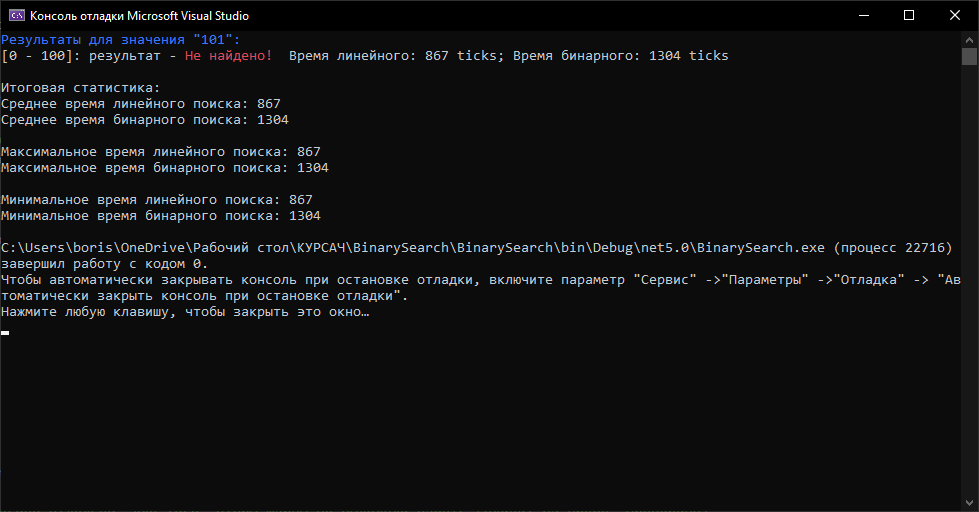 Консоль отладки Microsoft Visual Studio
Результаты для значения "101":
[0 - 100]: результат - Не найдено!  Время линейного: 867 ticks; Время бинарного: 1304 ticks
Итоговая статистика:
Среднее время линейного поиска: 867
Среднее время бинарного поиска: 1304
Максимальное время линейного поиска: 867
Максимальное время бинарного поиска: 1304
Минимальное время линейного поиска: 867
Минимальное время бинарного поиска: 1304
C:\Users\boris\OneDrive\Рабочий стол\КУРСАЧ\BinarySearch\BinarySearch\bin\Debug\net5.0\BinarySearch.exe (процесс 22716)
завершил работу с кодом 0.
Чтобы автоматически закрывать консоль при остановке отладки, включите параметр "Сервис" ->"Параметры" ->"Отладка" -> "Ав
томатически закрыть консоль при остановке отладки".
Нажмите любую клавишу, чтобы закрыть это окно…